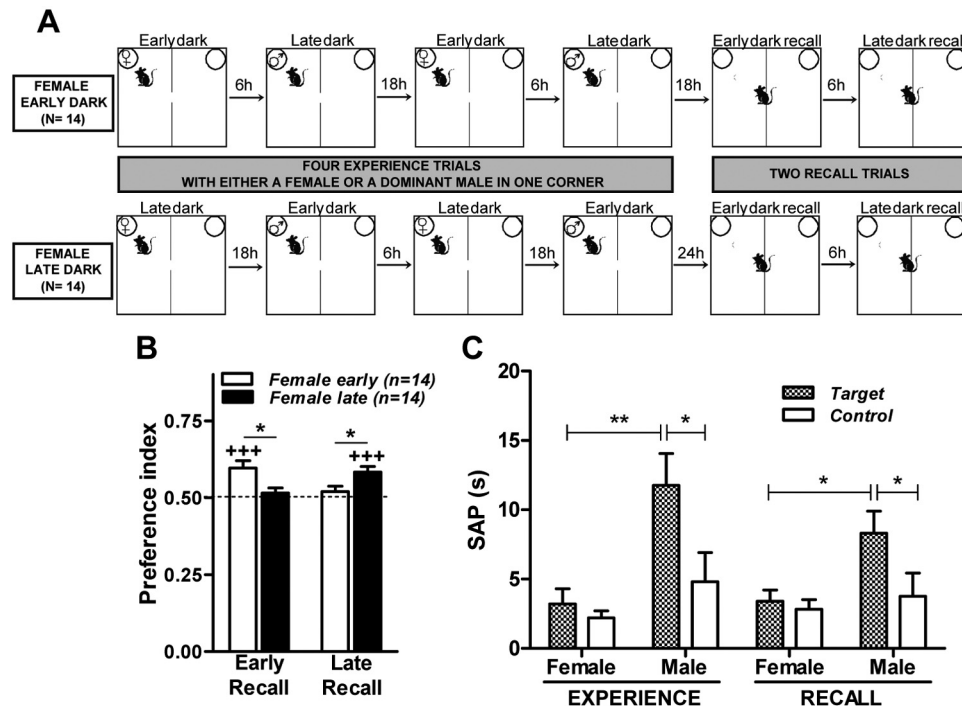 A
Early dark Late dark Early dark Late dark Early dark recall Late dark recall
FEMALE
EARLY DARK
(N= 14)
6h 18h 6h 18h 6h
FOUR EXPERIENCE TRIALS
WITH EITHER A FEMALE OR A DOMINANT MALE IN ONE CORNER
TWO RECALL TRIALS
Late dark Early dark Late dark Early dark Early dark recall Late dark recall
FEMALE
LATE DARK
(N= 14)
18h 6h 18h 24h 6h
B
Female early (n=14)
Female late (n=14)
Preference index
0.75
0.50
0.25
0.00
* *
+++ +++
Early
Recall
Late
Recall
C
Target
Control
SAP (s)
20
15
10
5
0
** * * *
Female Male Female Male
EXPERIENCE RECALL